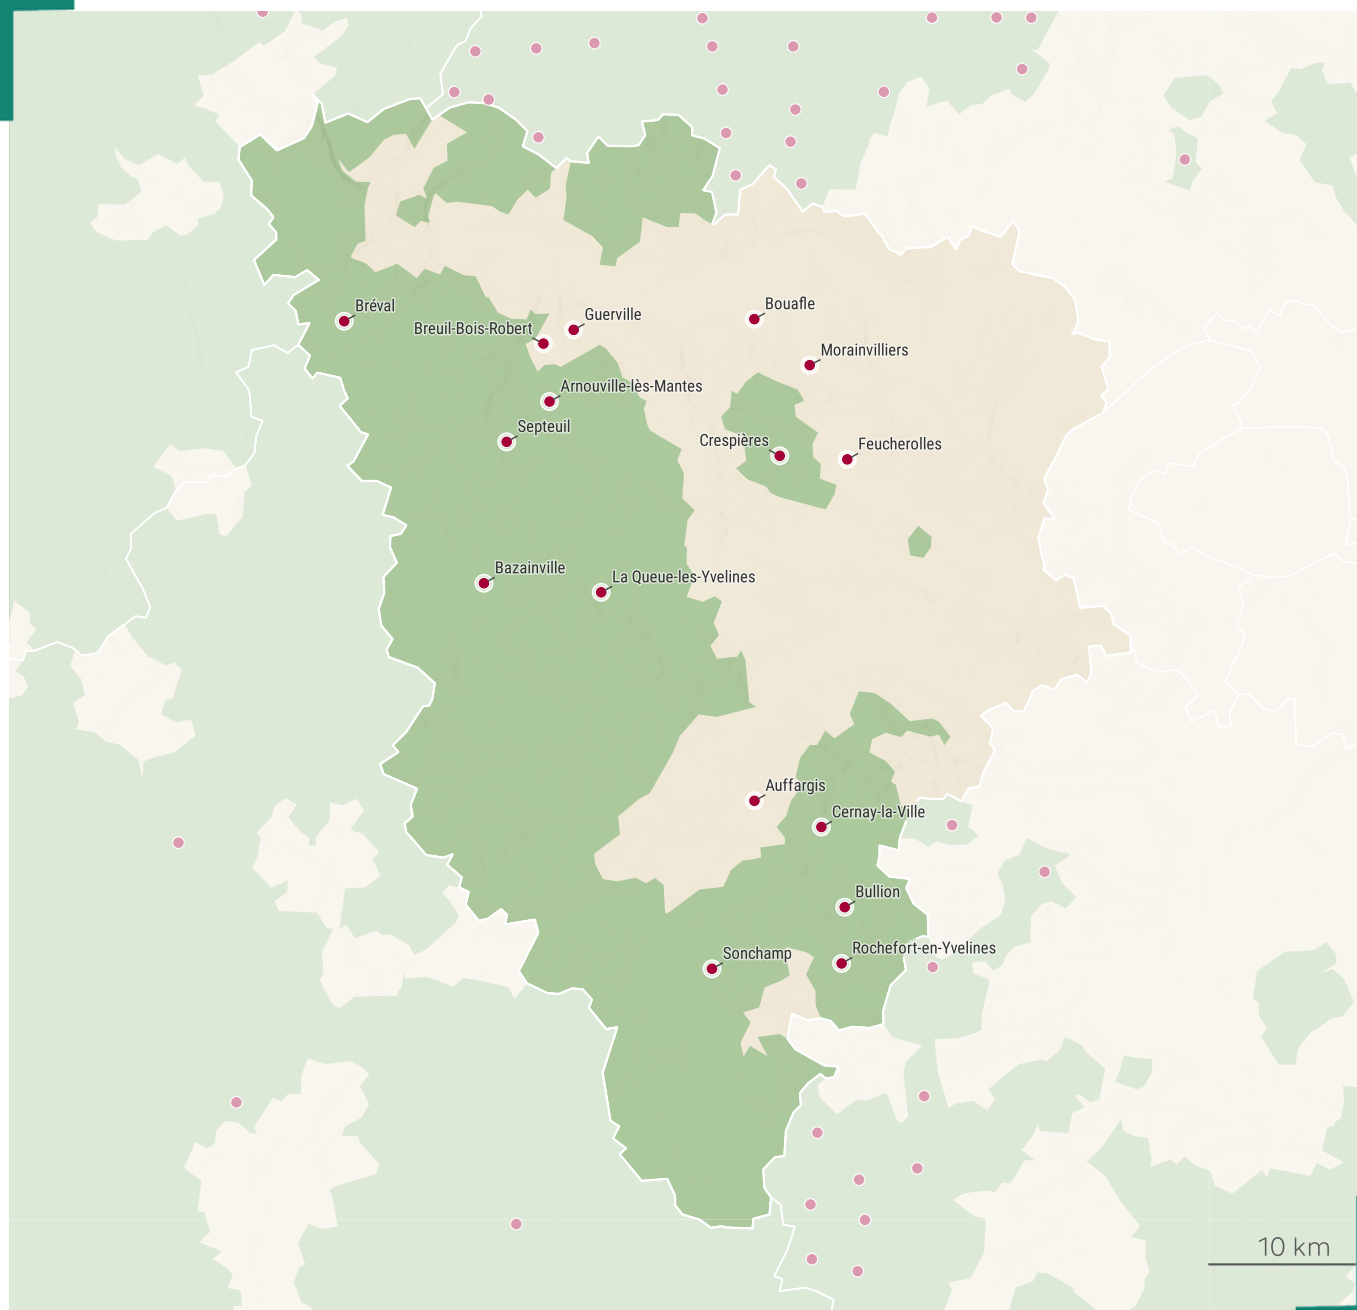 Bréval
Bouafle
Guerville
Breuil-Bois-Robert
Morainvilliers
Arnouville-lès-Mantes
Septeuil
Crespières
Feucherolles
Bazainville
La Queue-les-Yvelines
Auffargis
Cernay-la-Ville
Bullion
Rochefort-en-Yvelines
Sonchamp
10 km